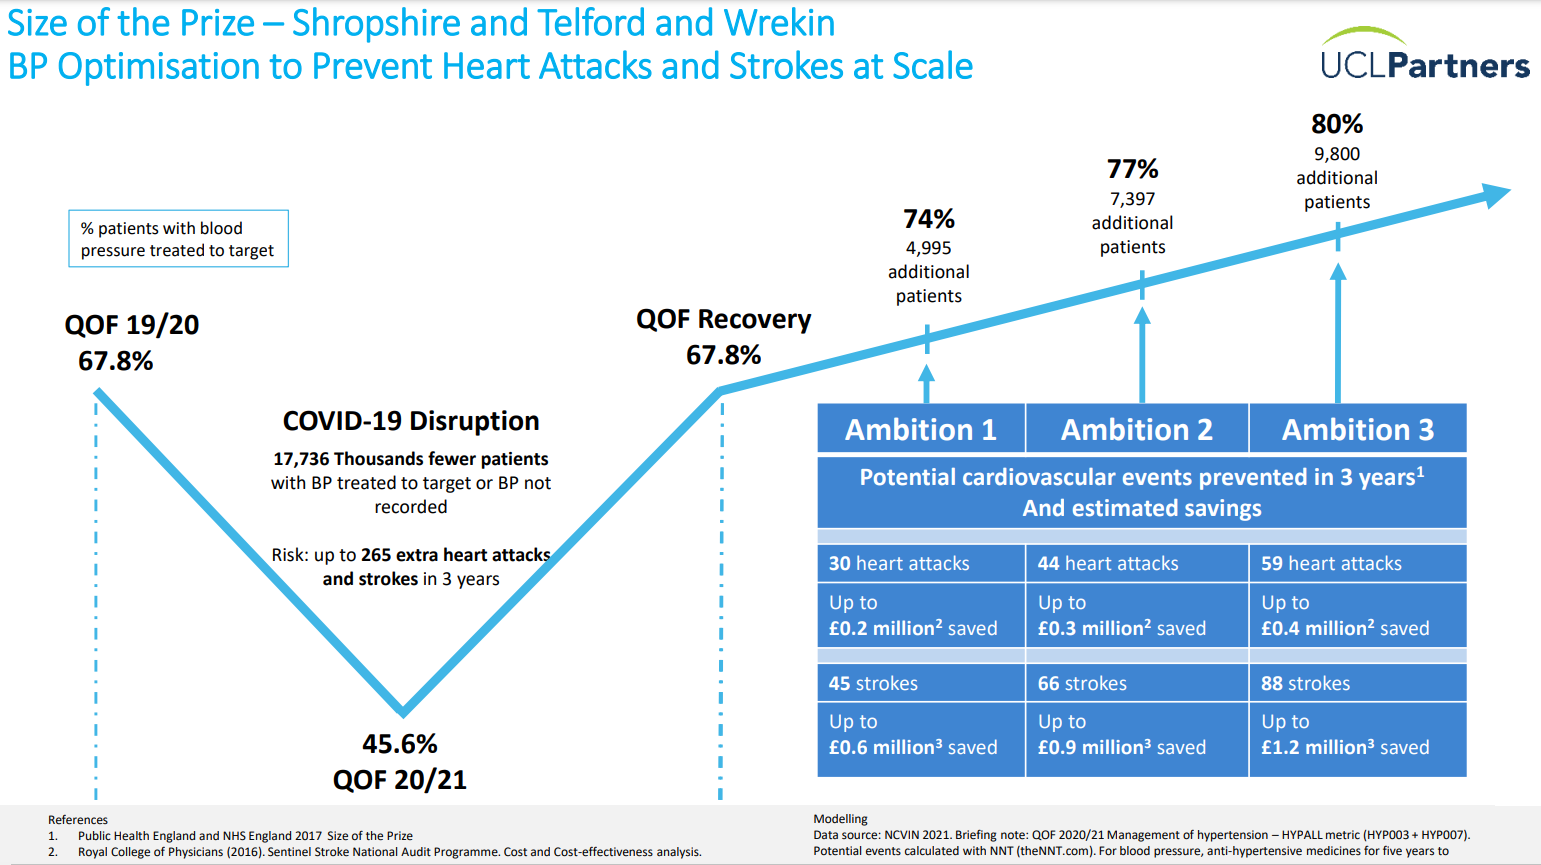 Size of the Prize – Shropshire and Telford and Wrekin
BP Optimisation to Prevent Heart Attacks and Strokes at Scale
UCLPartners
% patients with blood
pressure treated to target
QOF 19/20
67.8%
COVID-19 Disruption
17,736 Thousands fewer patients
with BP treated to target or BP not
recorded
Risk: up to 265 extra heart attacks
and strokes in 3 years
45.6%
QOF 20/21
QOF Recovery
67.8%
74%
4,995
additional
patients
77%
7,397
additional
patients
80%
9,800
additional
patients
Ambition 1 Ambition 2 Ambition 3
Potential cardiovascular events prevented in 3 years¹
And estimated savings
30 heart attacks 44 heart attacks 59 heart attacks
Up to Up to Up to
£0.2 million² saved £0.3 million² saved £0.4 million² saved
45 strokes 66 strokes 88 strokes
Up to Up to Up to
£0.6 million³ saved £0.9 million³ saved £1.2 million³ saved
References
1. Public Health England and NHS England 2017 Size of the Prize
2. Royal College of Physicians (2016). Sentinel Stroke National Audit Programme. Cost and Cost-effectiveness analysis.
Modelling
Data source: NCVIN 2021. Briefing note: QOF 2020/21 Management of hypertension – HYPALL metric (HYP003 + HYP007).
Potential events calculated with NNT (theNNT.com). For blood pressure, anti-hypertensive medicines for five years to